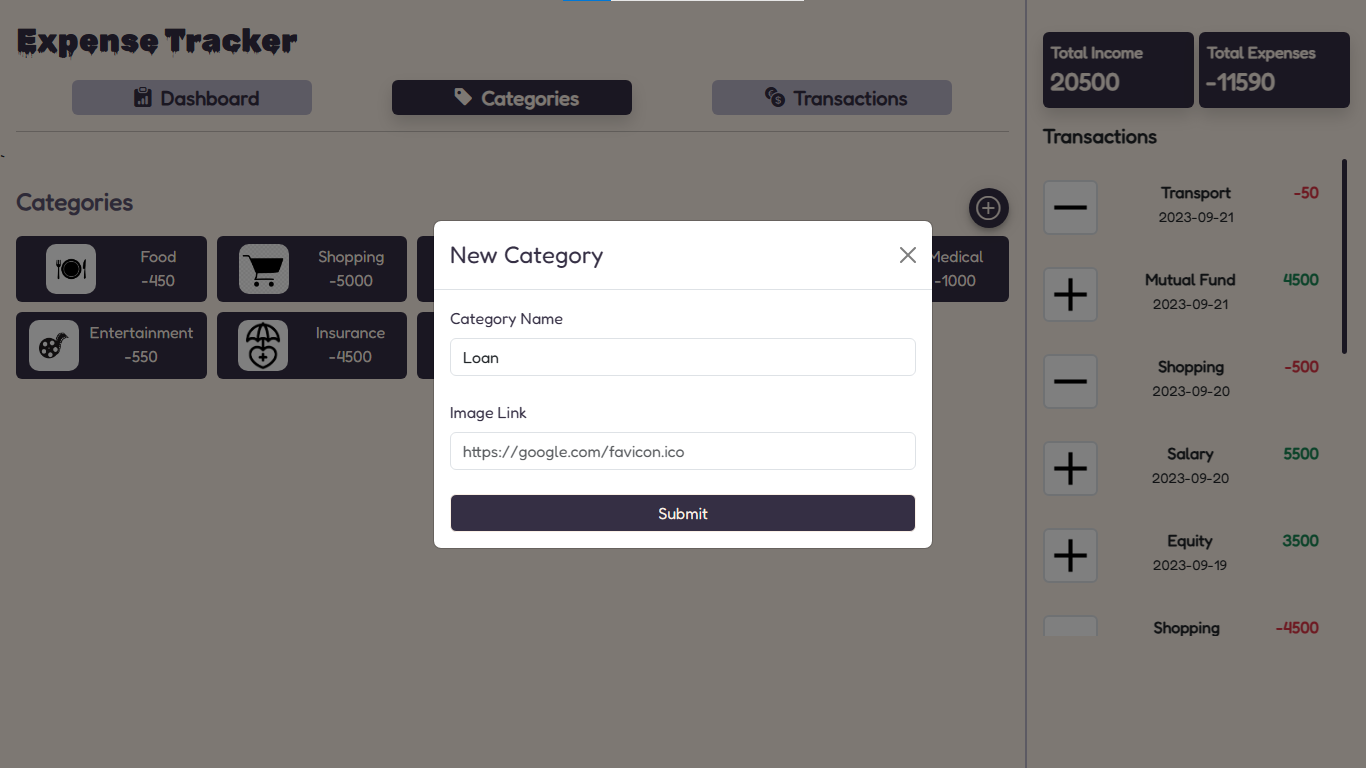 Expense Tracker
Dashboard
Categories
Transactions
`
Categories
Food
-450
Shopping
-5000
Medical
-1000
Entertainment
-550
Insurance
-4500
New Category
Category Name
Loan
Image Link
https://google.com/favicon.ico
Submit
Total Income
20500
Total Expenses
-11590
Transactions
Transport -50
2023-09-21
Mutual Fund 4500
2023-09-21
Shopping -500
2023-09-20
Salary 5500
2023-09-20
Equity 3500
2023-09-19
Shopping -4500